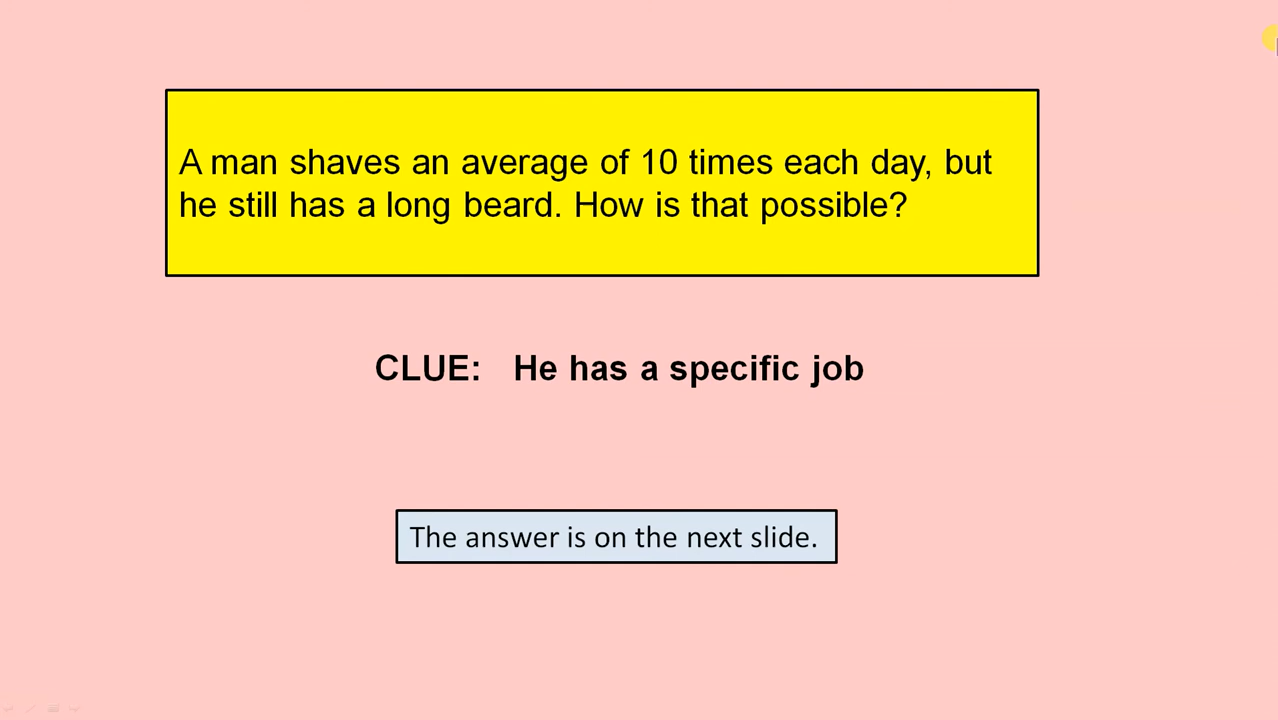 A man shaves an average of 10 times each day, but
he still has a long beard. How is that possible?
CLUE: He has a specific job
The answer is on the next slide.